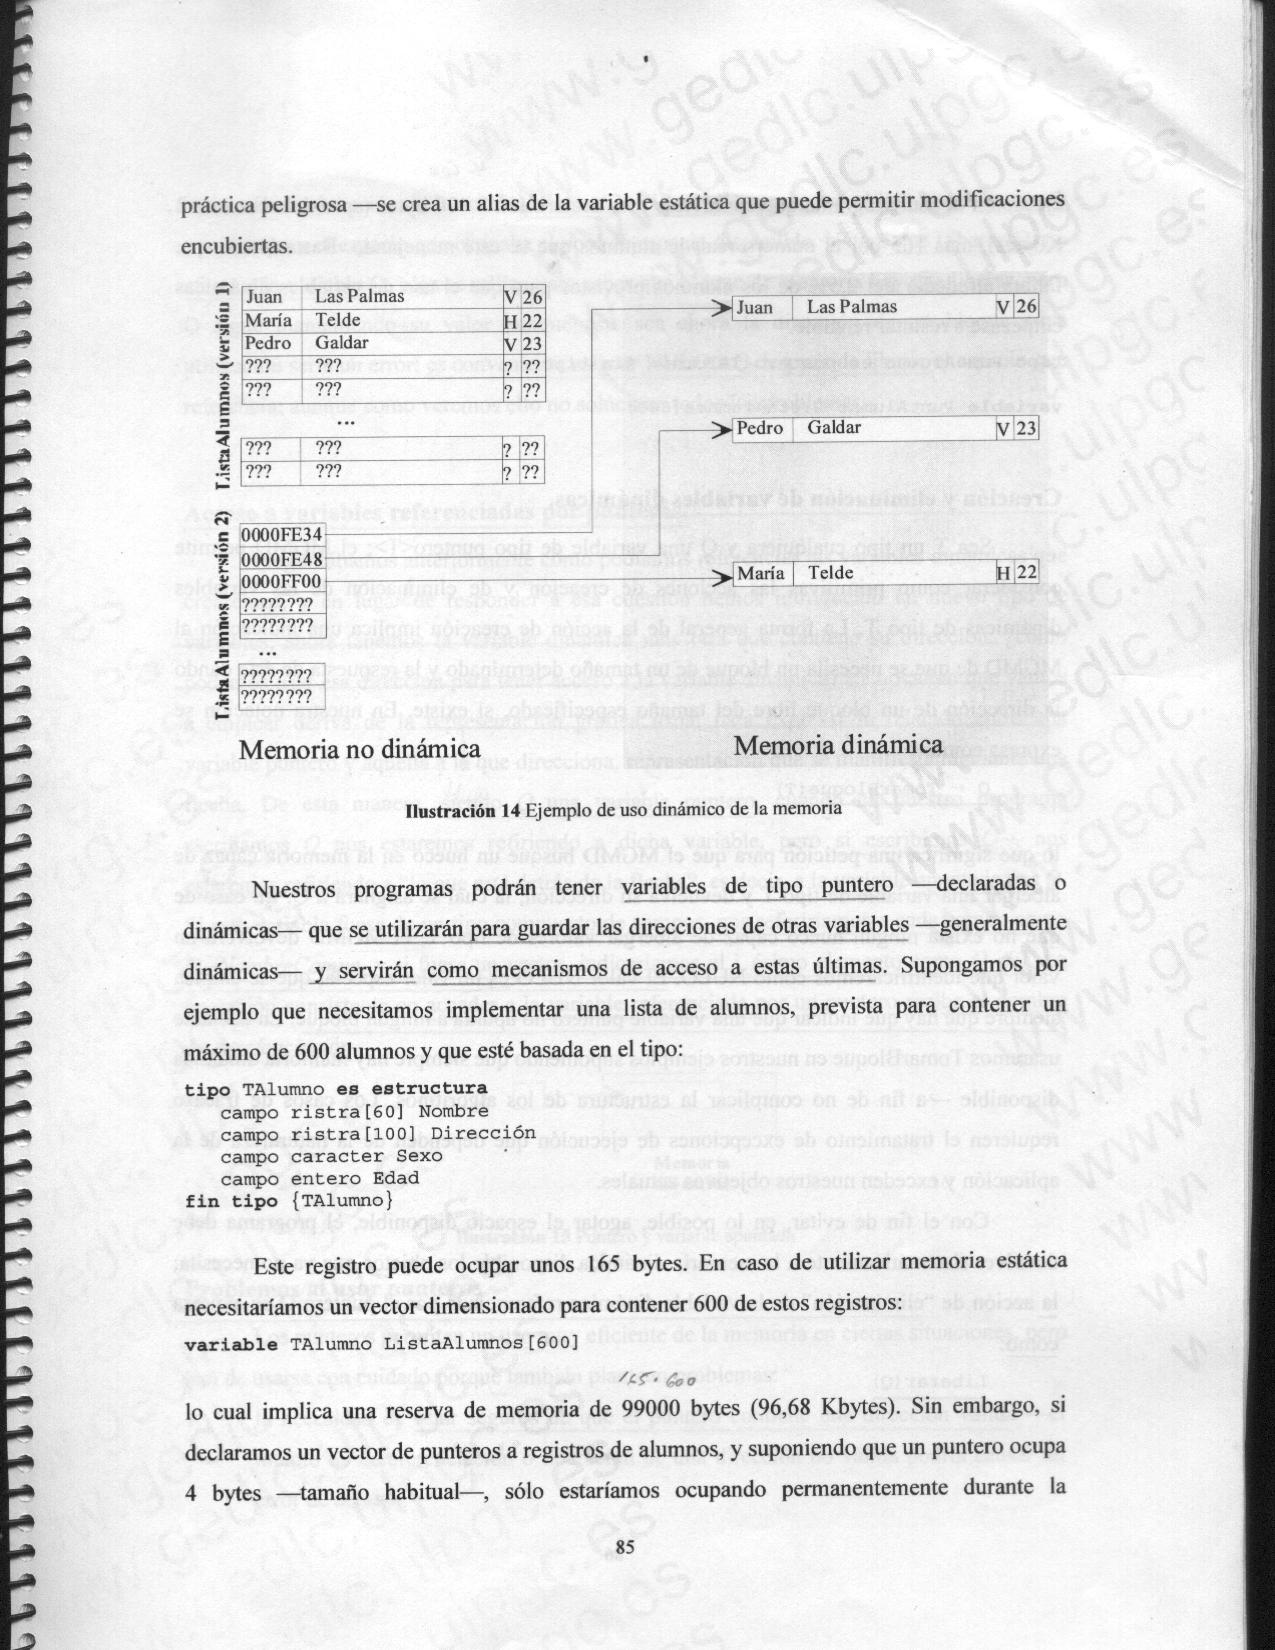 práctica peligrosa —se crea un alias de la variable estática que puede permitir modificaciones
encubiertas.
ListaAlumnos (versión 1)
Juan Las Palmas V 26
María Telde H 22
Pedro Galdar V 23
??? ??? ? ??
??? ??? ? ??
...
??? ??? ? ??
??? ??? ? ??
Juan Las Palmas V 26
Pedro Galdar V 23
María Telde H 22
ListaAlumnos (versión 2)
0000FE34
0000FE48
0000FF00
????????
????????
...
????????
????????
Memoria no dinámica
Memoria dinámica
Ilustración 14 Ejemplo de uso dinámico de la memoria
Nuestros programas podrán tener variables de tipo puntero —declaradas o
dinámicas— que se utilizarán para guardar las direcciones de otras variables —generalmente
dinámicas— y servirán como mecanismos de acceso a estas últimas. Supongamos por
ejemplo que necesitamos implementar una lista de alumnos, prevista para contener un
máximo de 600 alumnos y que esté basada en el tipo:
tipo TAlumno es estructura
campo ristra[60] Nombre
campo ristra[100] Dirección
campo caracter Sexo
campo entero Edad
fin tipo {TAlumno}
Este registro puede ocupar unos 165 bytes. En caso de utilizar memoria estática
necesitaríamos un vector dimensionado para contener 600 de estos registros:
variable TAlumno ListaAlumnos[600]
165 · 600
lo cual implica una reserva de memoria de 99000 bytes (96,68 Kbytes). Sin embargo, si
declaramos un vector de punteros a registros de alumnos, y suponiendo que un puntero ocupa
4 bytes —tamaño habitual—, sólo estaríamos ocupando permanentemente durante la
85
www.gedlc.ulpgc.es